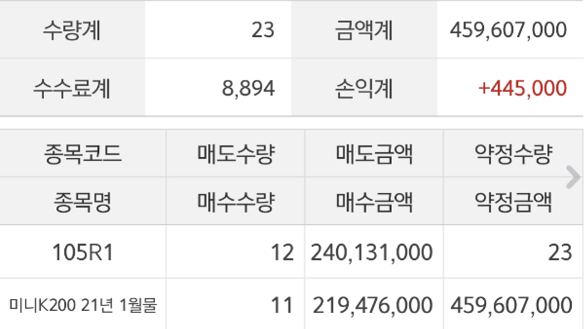 수량계 23 금액계 459,607,000
수수료계 8,894 손익계 +445,000
종목코드 매도수량 매도금액 약정수량
종목명 매수수량 매수금액 약정금액
105R1 12 240,131,000 23
미니K200 21년 1월물 11 219,476,000 459,607,000